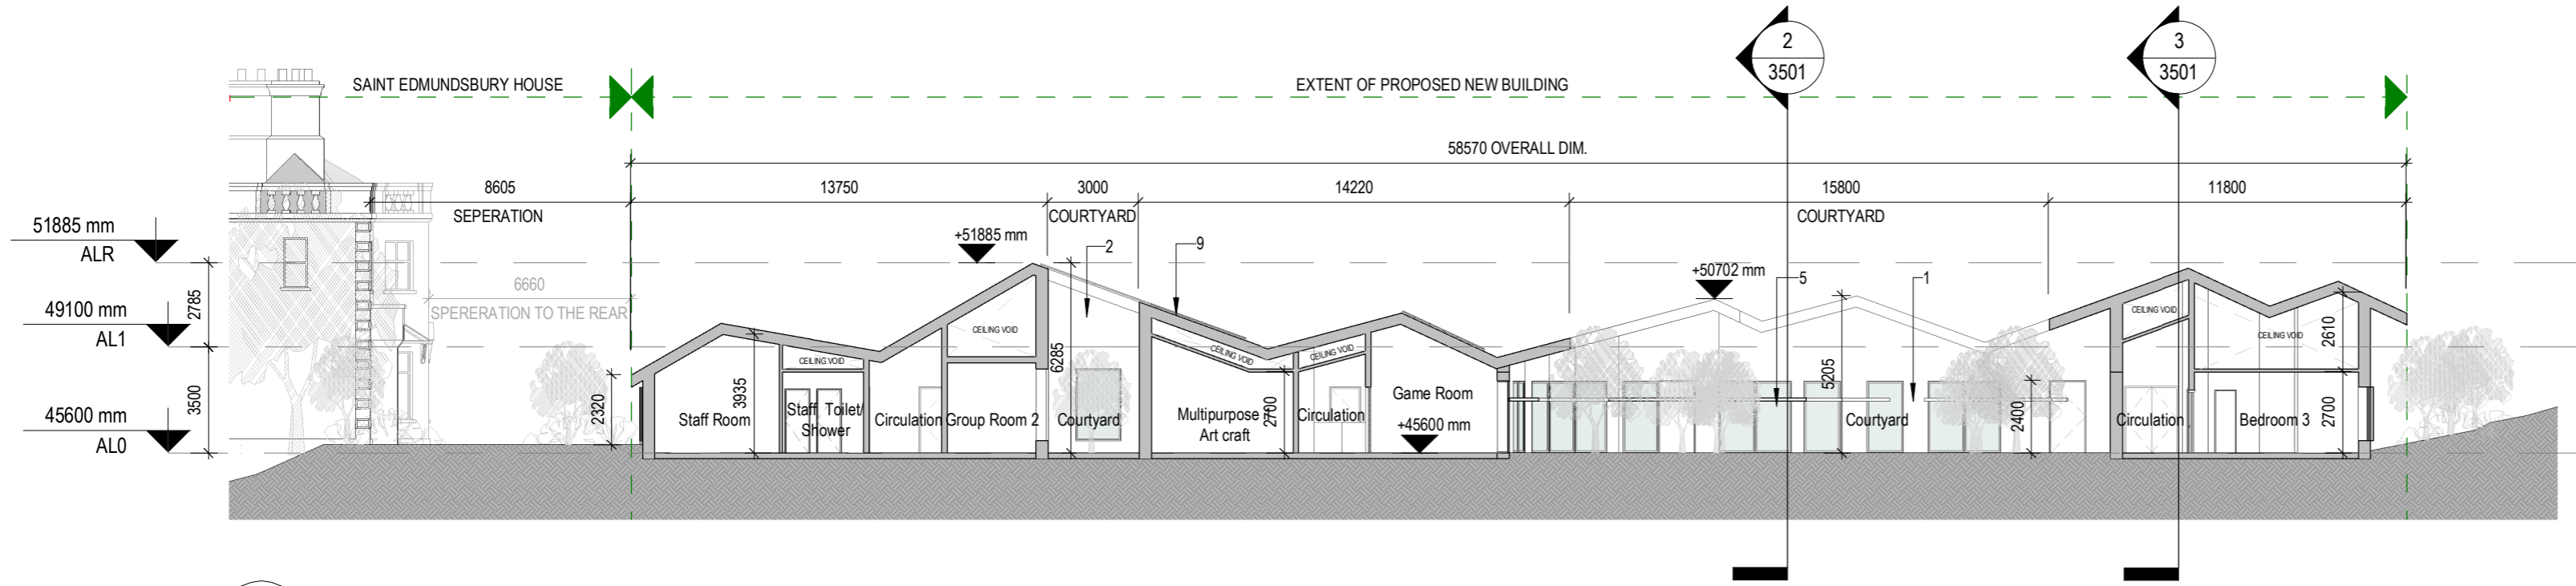 2
3501
3
3501
SAINT EDMUNDSBURY HOUSE
EXTENT OF PROPOSED NEW BUILDING
58570 OVERALL DIM.
8605
13750
3000
14220
15800
11800
SEPERATION
COURTYARD
COURTYARD
51885 mm
ALR
+51885 mm
2
9
+50702 mm
5
1
6660
SPERERATION TO THE REAR
2785
49100 mm
AL1
3500
45600 mm
AL0
2320
3935
6285
2700
5205
2400
2610
2700
CEILING VOID
CEILING VOID
CEILING VOID
CEILING VOID
CEILING VOID
CEILING VOID
Staff Room
Staff Toilet/
Shower
Circulation
Group Room 2
Courtyard
Multipurpose -
Art craft
Circulation
Game Room
+45600 mm
Courtyard
Circulation
Bedroom 3